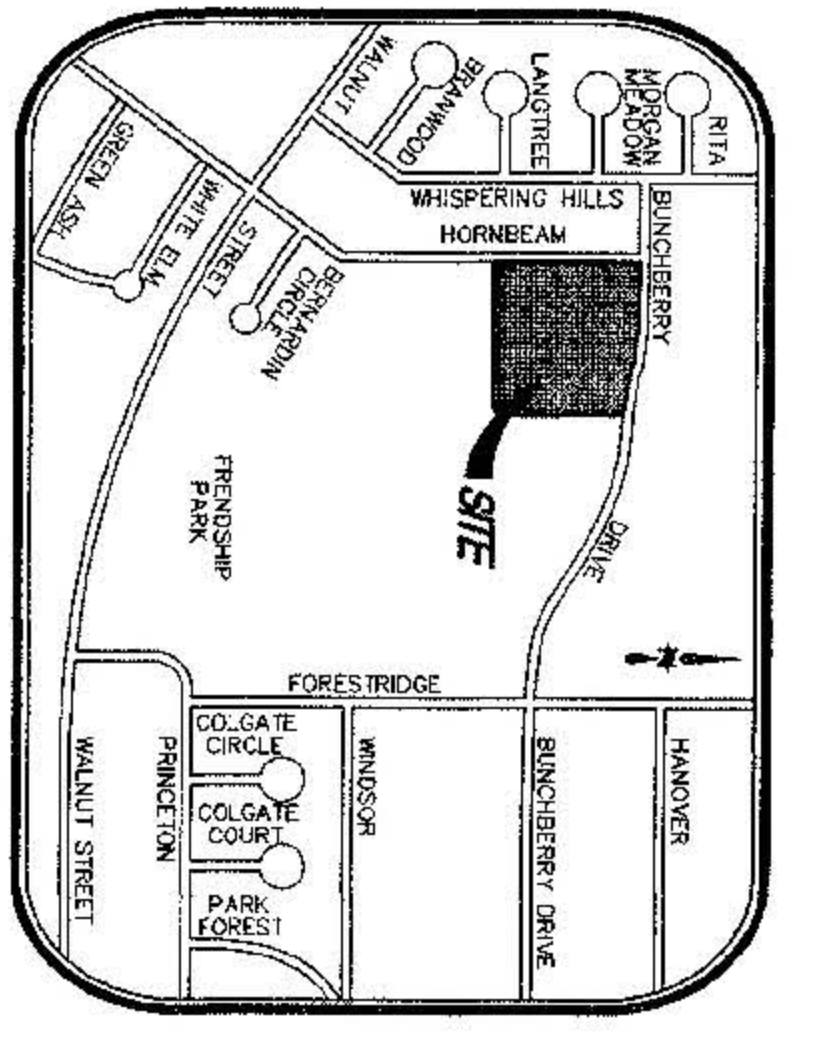 WALNUT
BRANWOOD
LANGTREE
MORGAN
MEADOW
RITA
GREEN ASH
WHITE ELM
STREET
WHISPERING HILLS
HORNBEAM
BUNCHBERRY
BERNARDIN
CIRCLE
FRENDSHIP
PARK
SITE
DRIVE
N
FORESTRIDGE
COLGATE
CIRCLE
WALNUT STREET
PRINCETON
WINDSOR
BUNCHBERRY DRIVE
HANOVER
COLGATE
COURT
PARK
FOREST